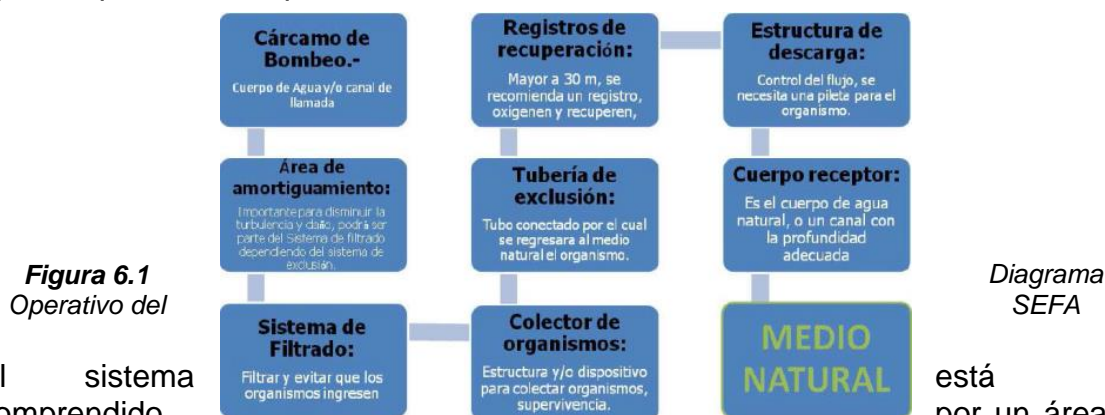 Cárcamo de
Bombeo.-
Cuerpo de Agua y/o canal de
llamada
Área de
amortiguamiento:
Importante para disminuir la
turbulencia y daño, podrá ser
parte del Sistema de filtrado
dependiendo del sistema de
exclusión.
Sistema de
Filtrado:
Filtrar y evitar que los
organismos ingresen
Colector de
organismos:
Estructura y/o dispositivo
para colectar organismos,
supervivencia.
Tubería de
exclusión:
Tubo conectado por el cual
se regresara al medio
natural el organismo.
Registros de
recuperación:
Mayor a 30 m, se
recomienda un registro,
oxigenen y recuperen,
Estructura de
descarga:
Control del flujo, se
necesita una pileta para el
organismo.
Cuerpo receptor:
Es el cuerpo de agua
natural, o un canal con
la profundidad
adecuada
MEDIO
NATURAL
Figura 6.1 Diagrama
Operativo del SEFA
l sistema está
omprendido por un área